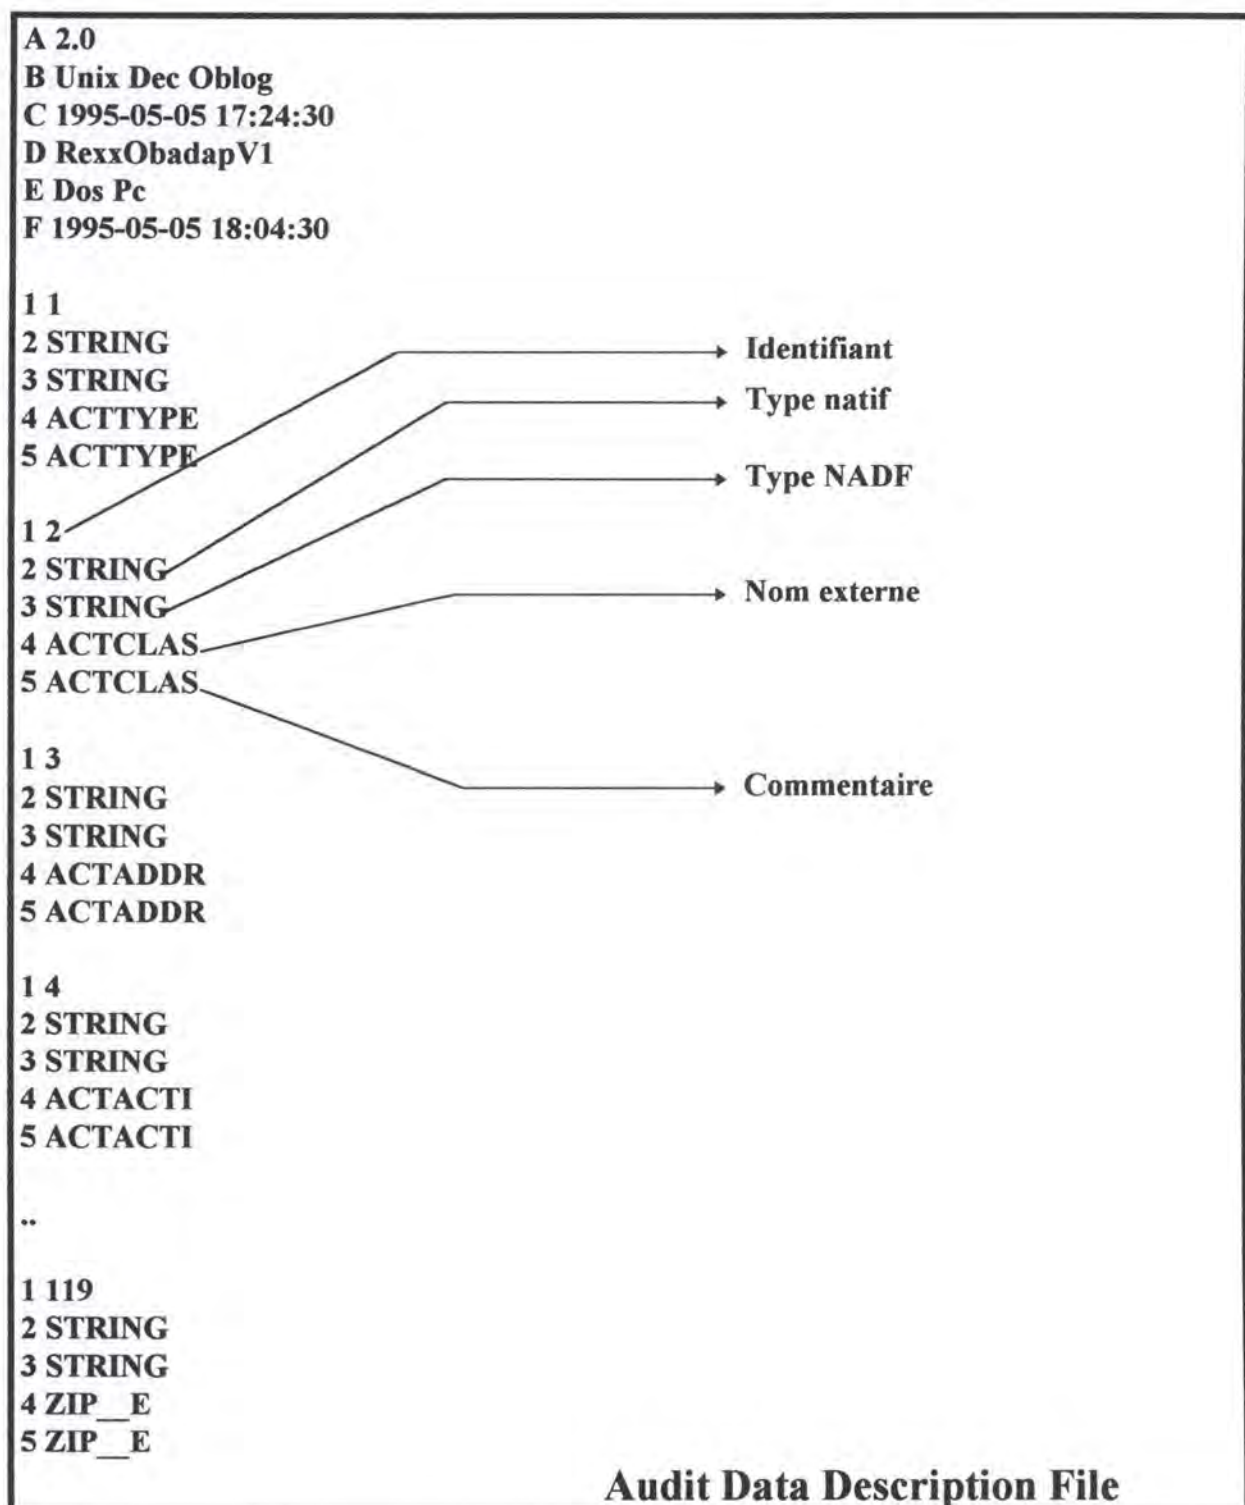 A 2.0
B Unix Dec Oblog
C 1995-05-05 17:24:30
D RexxObadapV1
E Dos Pc
F 1995-05-05 18:04:30
1 1
2 STRING
3 STRING
4 ACTTYPE
5 ACTTYPE
1 2
2 STRING
3 STRING
4 ACTCLAS
5 ACTCLAS
Identifiant
Type natif
Type NADF
Nom externe
Commentaire
1 3
2 STRING
3 STRING
4 ACTADDR
5 ACTADDR
1 4
2 STRING
3 STRING
4 ACTACTI
5 ACTACTI
..
1 119
2 STRING
3 STRING
4 ZIP__E
5 ZIP__E
Audit Data Description File